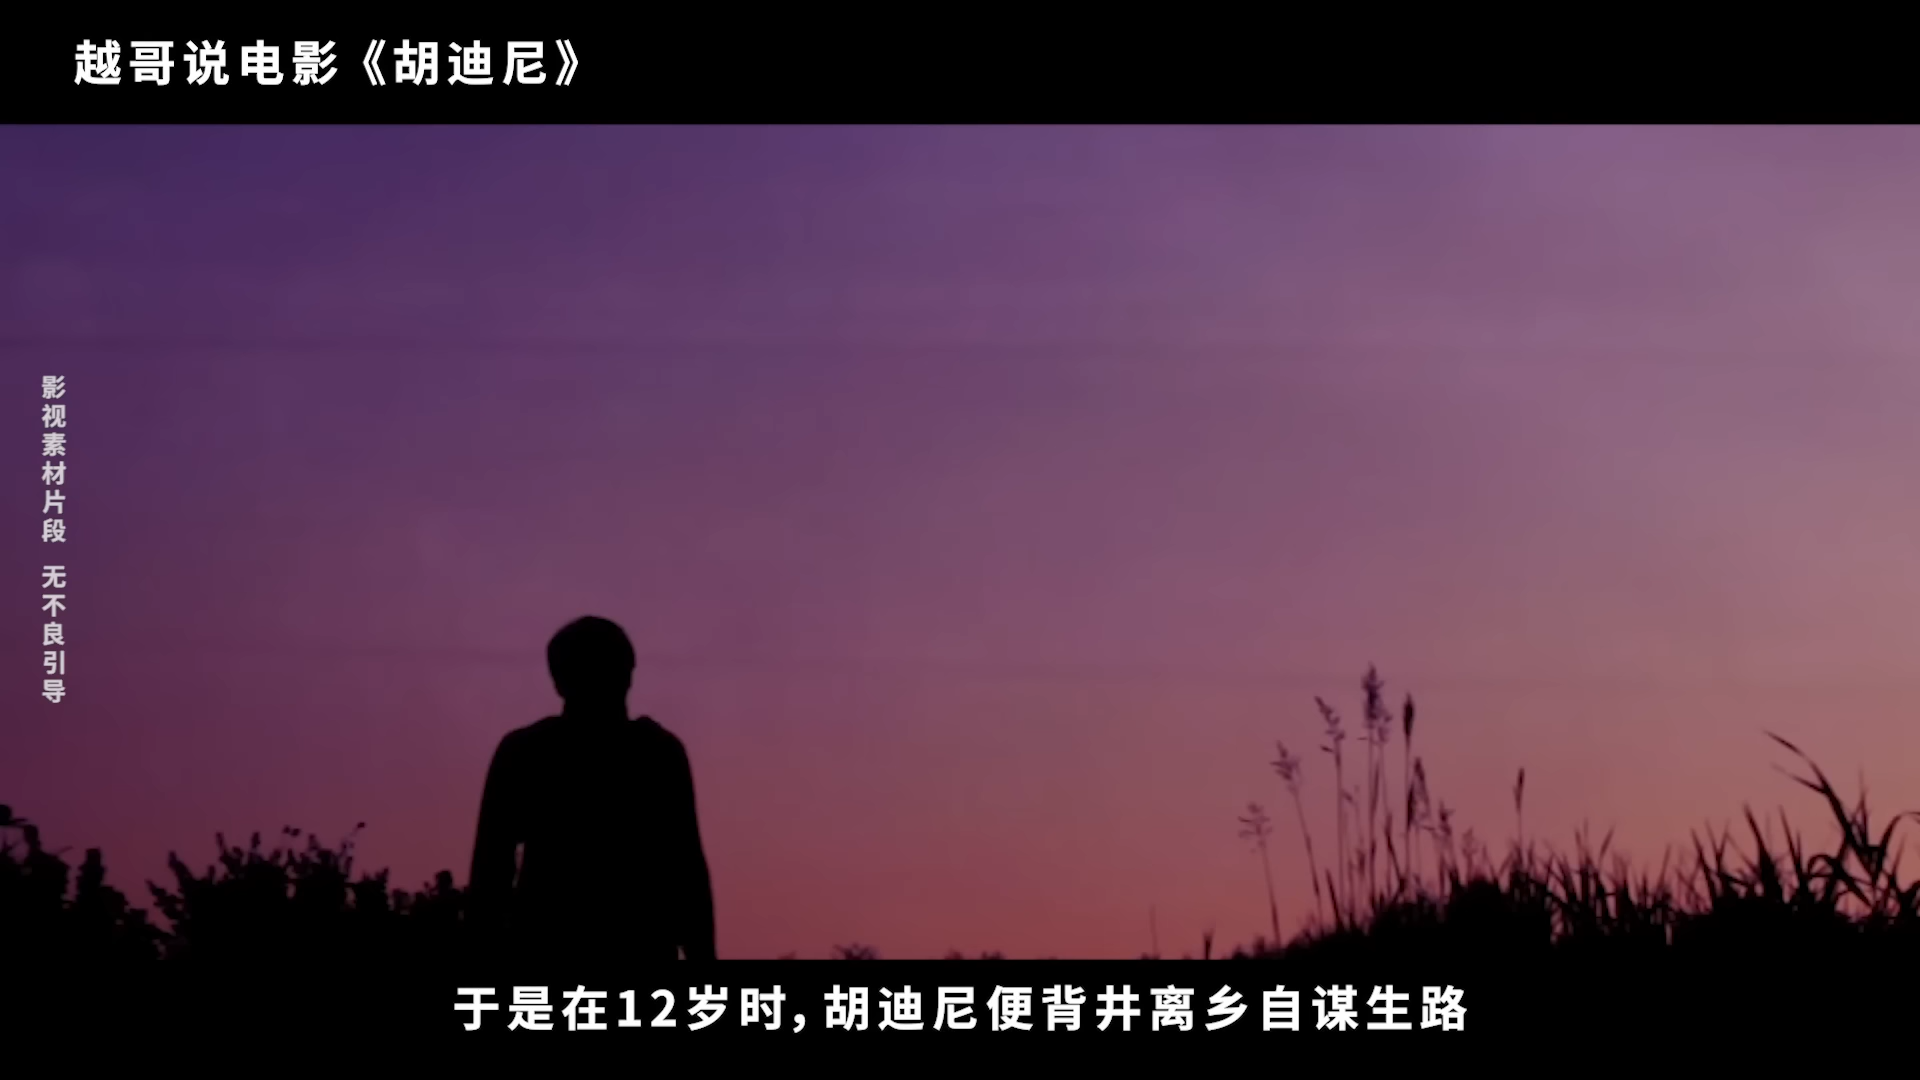 越哥说电影《胡迪尼》
影视素材片段 无不良引导
于是在12岁时,胡迪尼便背井离乡自谋生路